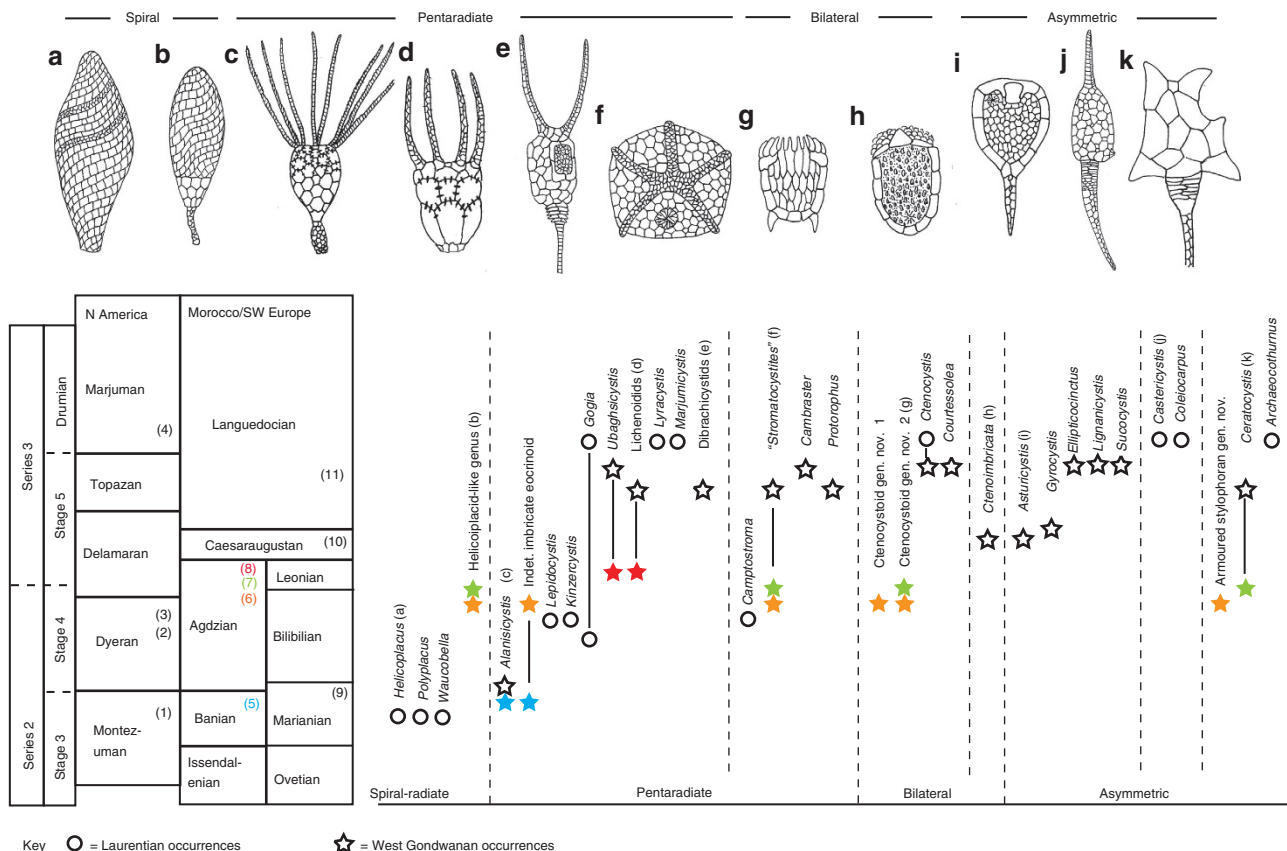 Spiral
Pentaradiate
Bilateral
Asymmetric
a
b
c
d
e
f
g
h
i
j
k
Series 3
Series 2
Drumian
Stage 5
Stage 4
Stage 3
N America
Marjuman
(4)
Topazan
Delamaran
Dyeran
(3)
(2)
Montez-
uman
(1)
Morocco/SW Europe
Languedocian
(11)
Caesaraugustan
(10)
(8)
(7)
(6)
Agdzian
Leonian
Bilibilian
Banian
(5)
(9)
Marianian
Issendal-
enian
Ovetian
Helicoplacus (a)
Polyplacus
Waucobella
Helicoiplacid-like genus (b)
Alanisicystis (c)
Indet. imbricate eocrinoid
Lepidocystis
Kinzercystis
Gogia
Ubaghsicystis
Lichenoidids (d)
Lyracystis
Marjumicystis
Dibrachicystids (e)
Camptostroma
"Stromatocystites" (f)
Cambraster
Protorophus
Ctenocystoid gen. nov. 1
Ctenocystoid gen. nov. 2 (g)
Ctenocystis
Courtessolea
Ctenoimbricata (h)
Asturicystis (i)
Gyrocystis
Ellipticocinctus
Lignanicystis
Sucocystis
Castericystis (j)
Coleiocarpus
Armoured stylophoran gen. nov.
Ceratocystis (k)
Archaeocothurnus
Spiral-radiate
Pentaradiate
Bilateral
Asymmetric
Key = Laurentian occurrences = West Gondwanan occurrences